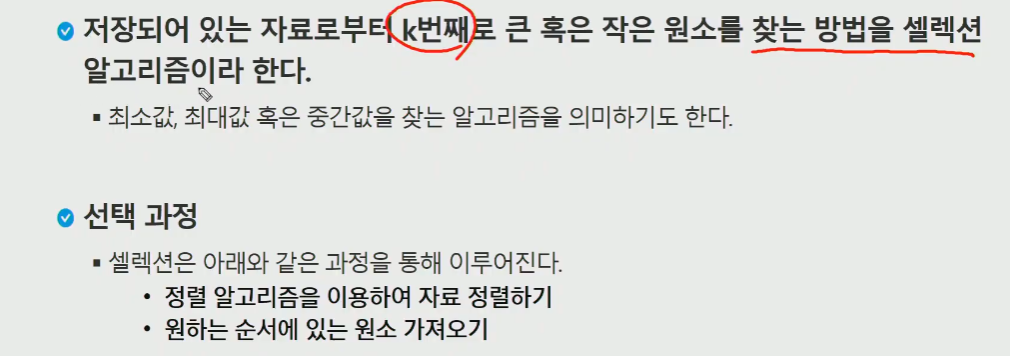 저장되어 있는 자료로부터 k번째로 큰 혹은 작은 원소를 찾는 방법을 셀렉션
알고리즘이라 한다.
▪ 최소값, 최대값 혹은 중간값을 찾는 알고리즘을 의미하기도 한다.
선택 과정
▪ 셀렉션은 아래와 같은 과정을 통해 이루어진다.
• 정렬 알고리즘을 이용하여 자료 정렬하기
• 원하는 순서에 있는 원소 가져오기